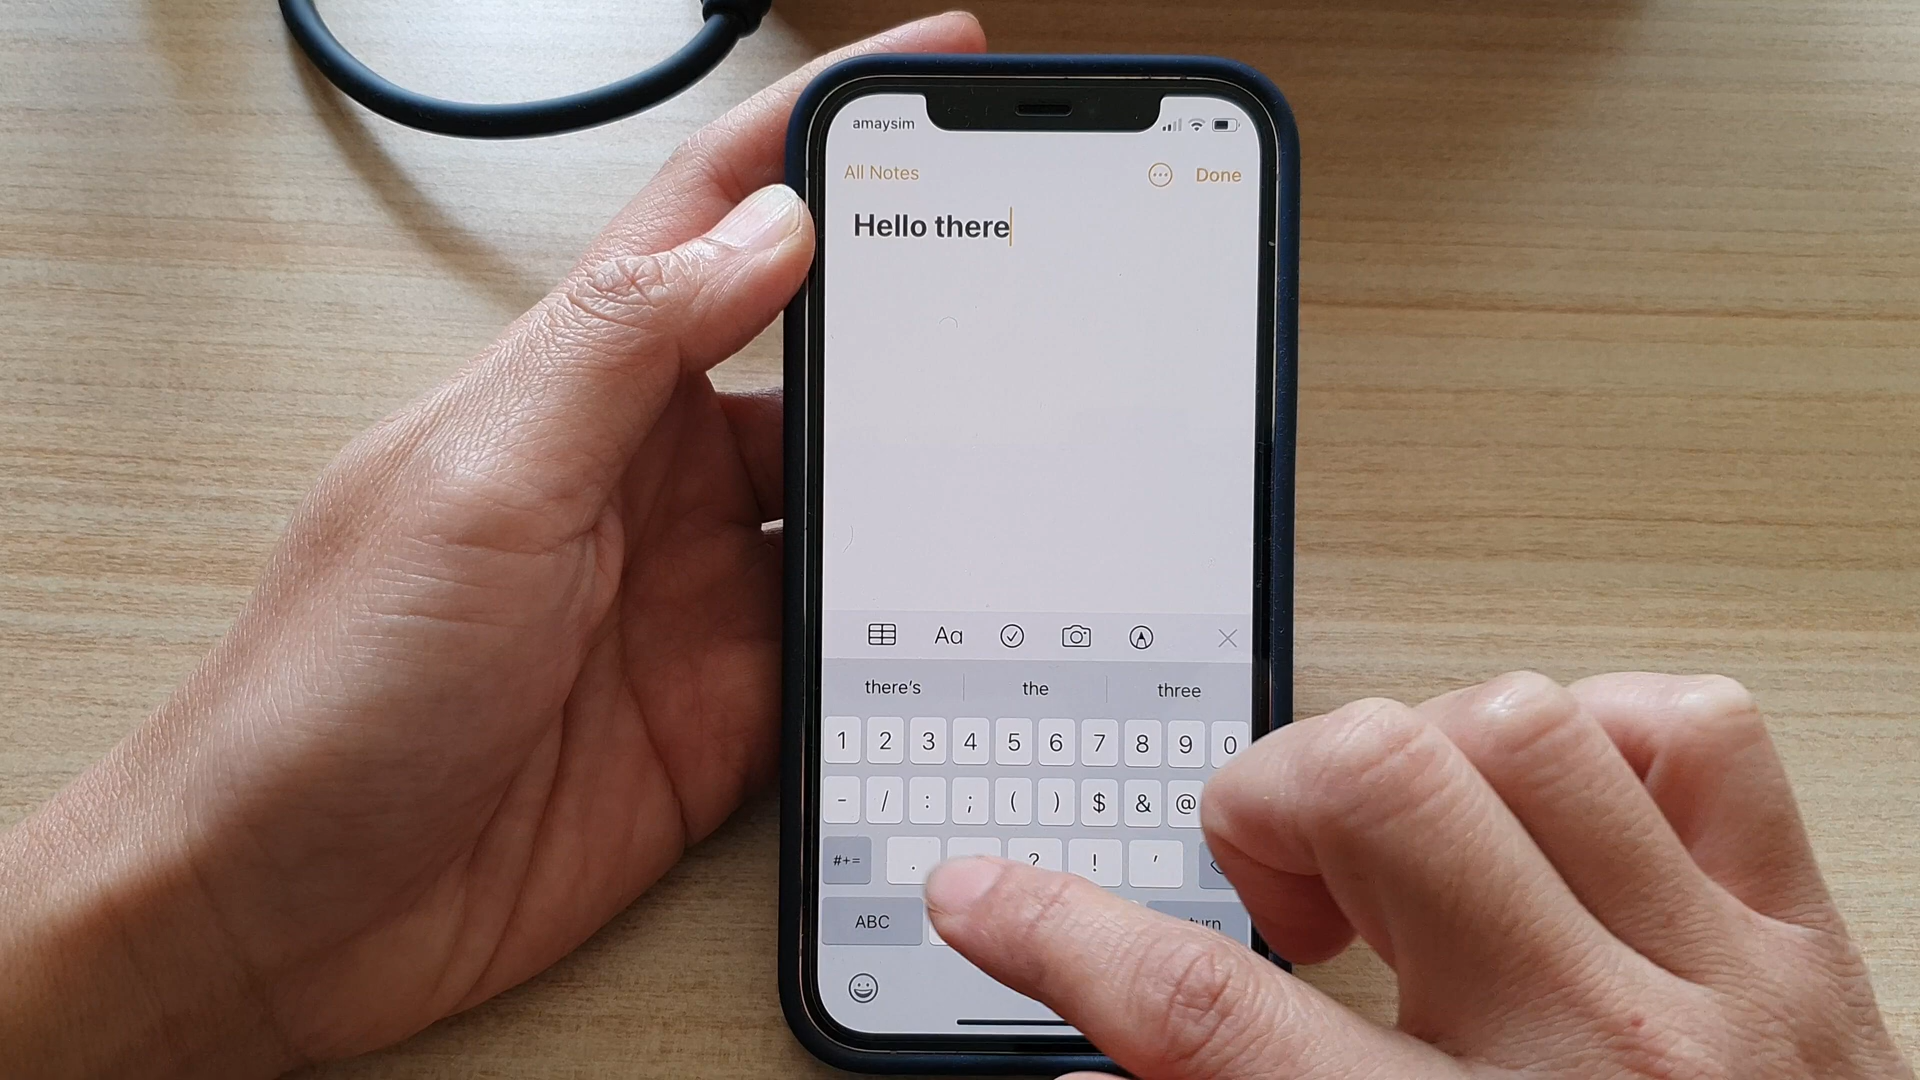 amaysim
All Notes Done
Hello there
Aa
there's the three
1 2 3 4 5 6 7 8 9 0
- / : ; ( ) $ & @
#+= . ? ! '
ABC turn